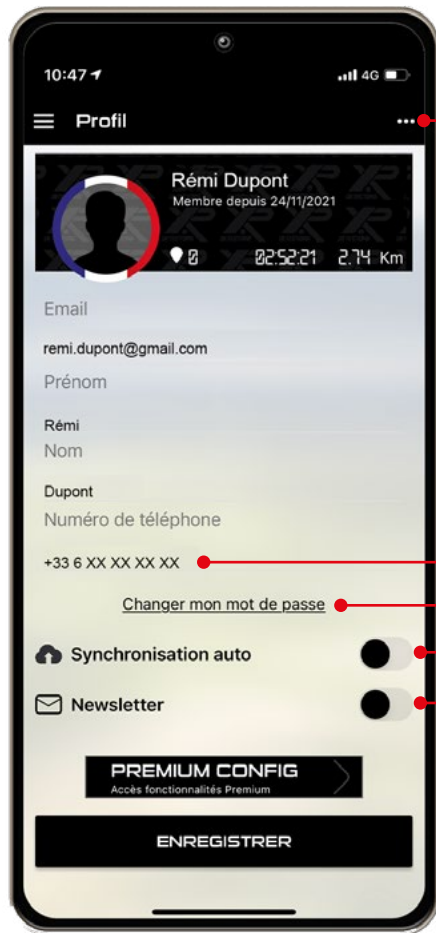 10:47 4G
Profil
Rémi Dupont
Membre depuis 24/11/2021
0 02:52:21 2.74 Km
Email
remi.dupont@gmail.com
Prénom
Rémi
Nom
Dupont
Numéro de téléphone
+33 6 XX XX XX XX
Changer mon mot de passe
Synchronisation auto
Newsletter
PREMIUM CONFIG
Accès fonctionnalités Premium
ENREGISTRER